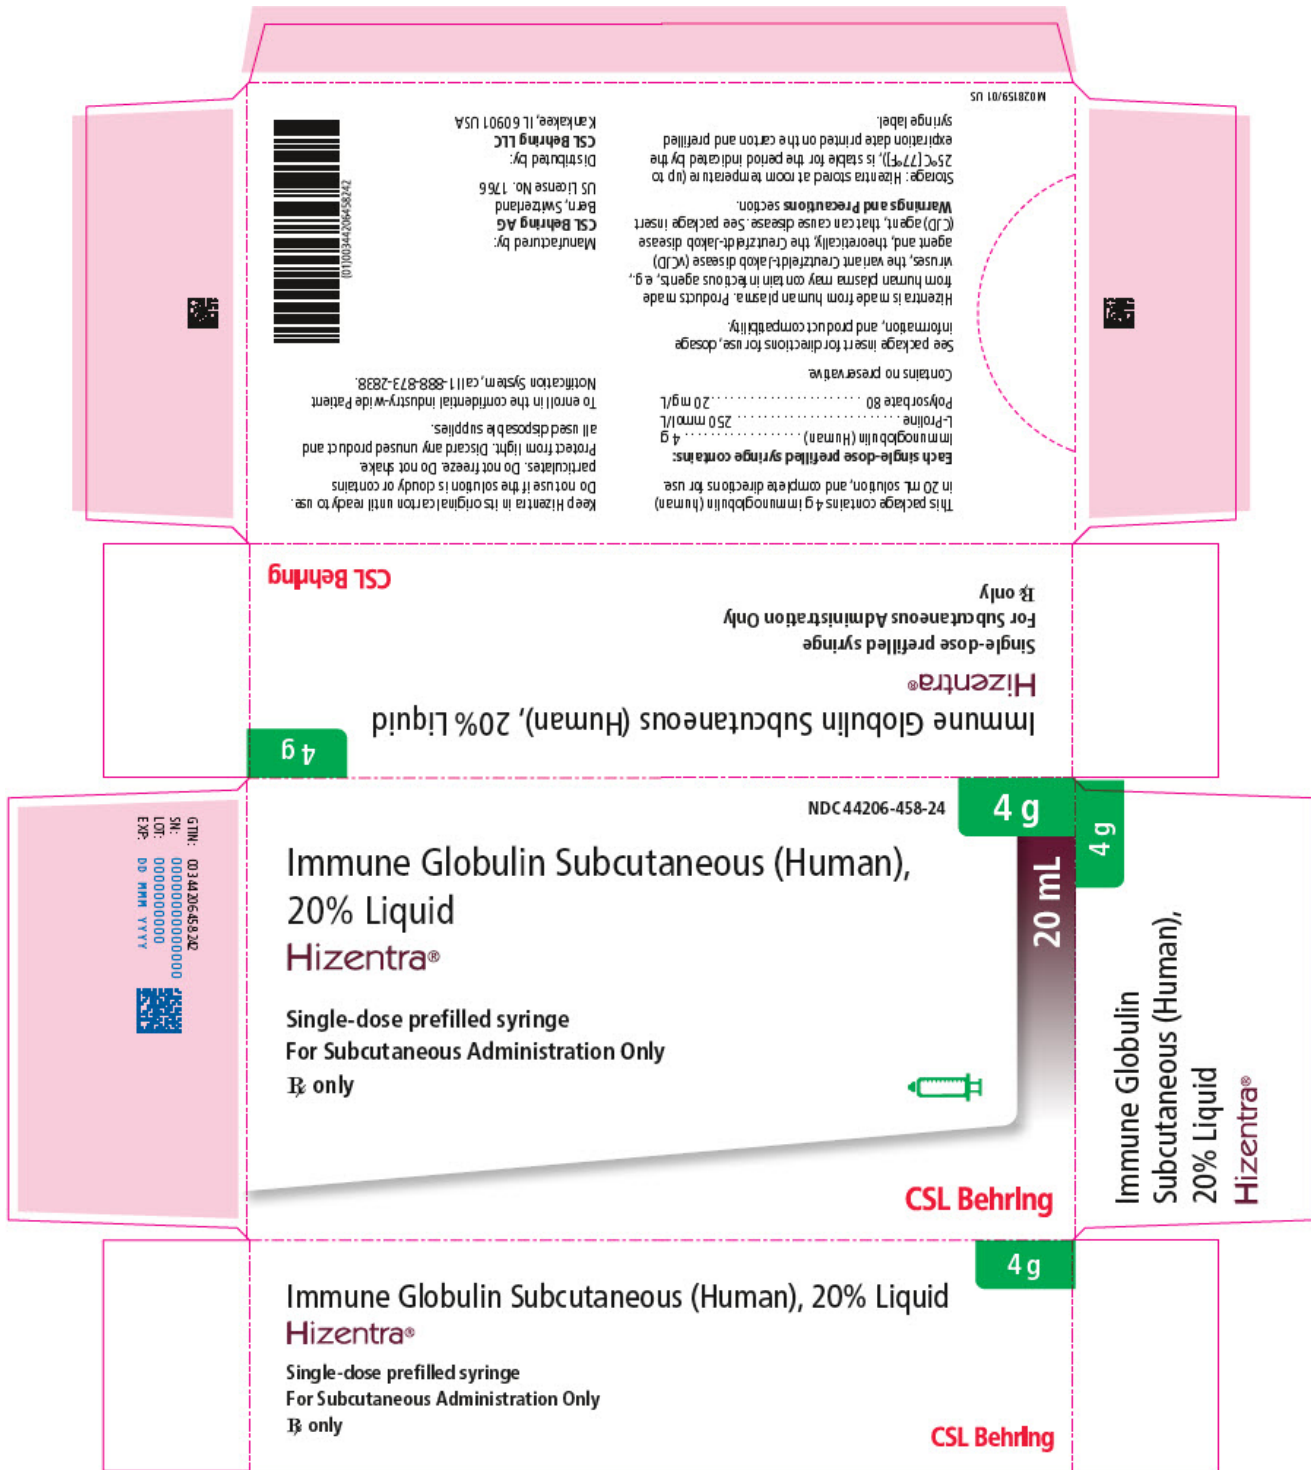 M028159/01 US
This package contains 4 g immunoglobulin (human)
in 20 mL solution, and complete directions for use.
Each single-dose prefilled syringe contains:
Immunoglobulin (Human) . . . . . . . . . . . . . . . . . 4 g
L-Proline . . . . . . . . . . . . . . . . . . . . . . . . 250 mmol/L
Polysorbate 80 . . . . . . . . . . . . . . . . . . . . . . 20 mg/L
Contains no preservative.
See package insert for directions for use, dosage
information, and product compatibility.
Hizentra is made from human plasma. Products made
from human plasma may contain infectious agents, e.g.,
viruses, the variant Creutzfeldt-Jakob disease (vCJD)
agent and, theoretically, the Creutzfeldt-Jakob disease
(CJD) agent, that can cause disease. See package insert
Warnings and Precautions section.
Storage: Hizentra stored at room temperature (up to
25°C [77°F]), is stable for the period indicated by the
expiration date printed on the carton and prefilled
syringe label.
Keep Hizentra in its original carton until ready to use.
Do not use if the solution is cloudy or contains
particulates. Do not freeze. Do not shake.
Protect from light. Discard any unused product and
all used disposable supplies.
To enroll in the confidential industry-wide Patient
Notification System, call 1-888-873-2838.
Manufactured by:
CSL Behring AG
Bern, Switzerland
US License No. 1766
Distributed by:
CSL Behring LLC
Kankakee, IL 60901 USA
(01)00344206458242
Immune Globulin Subcutaneous (Human), 20% Liquid
4 g
Hizentra®
Single-dose prefilled syringe
For Subcutaneous Administration Only
℞ only
CSL Behring
GTIN: 00344206458242
SN: 00000000000000
LOT: 0000000000
EXP: DD MMM YYYY
NDC 44206-458-24
4 g
20 mL
Immune Globulin Subcutaneous (Human),
20% Liquid
Hizentra®
Single-dose prefilled syringe
For Subcutaneous Administration Only
℞ only
CSL Behring
4 g
Immune Globulin
Subcutaneous (Human),
20% Liquid
Hizentra®
4 g
Immune Globulin Subcutaneous (Human), 20% Liquid
Hizentra®
Single-dose prefilled syringe
For Subcutaneous Administration Only
℞ only
CSL Behring